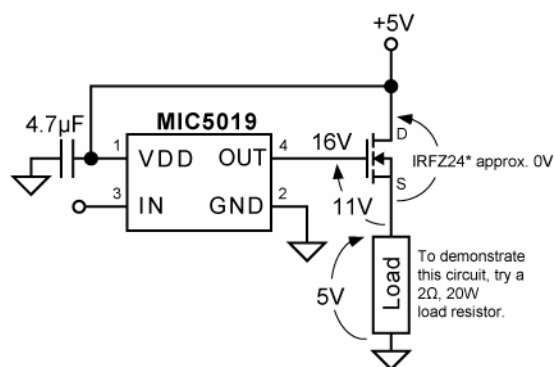 +5V
4.7µF
MIC5019
1
VDD
OUT
4
16V
D
IRFZ24* approx. 0V
3
IN
GND
2
S
11V
5V
Load
To demonstrate
this circuit, try a
2Ω, 20W
load resistor.